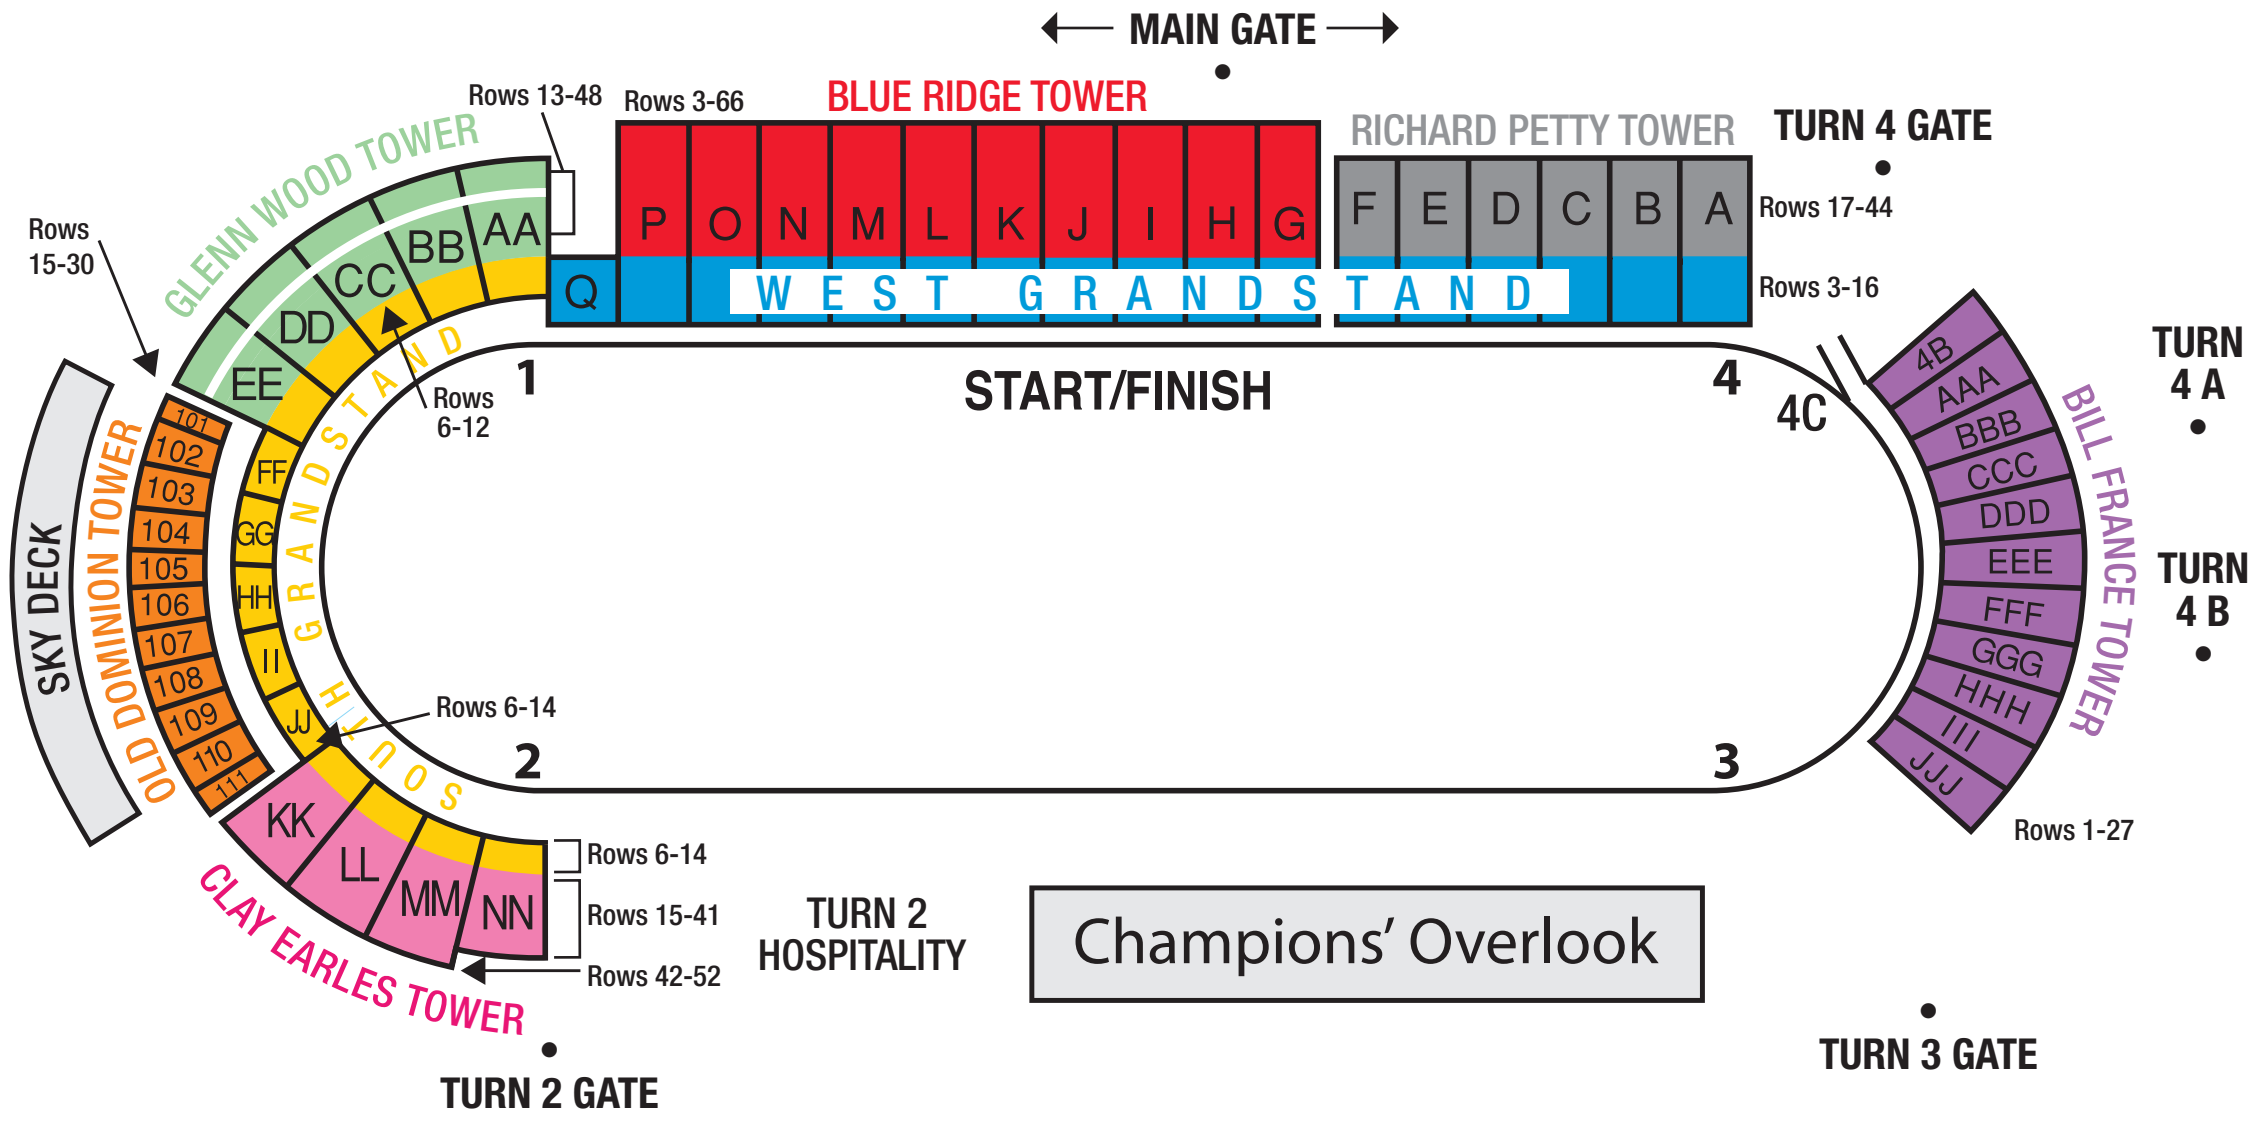 MAIN GATE
Rows 13-48
Rows 3-66
BLUE RIDGE TOWER
RICHARD PETTY TOWER
TURN 4 GATE
GLENN WOOD TOWER
Rows
15-30
AA
BB
CC
DD
EE
P O N M L K J I H G
F E D C B A
Rows 17-44
Q
WEST GRANDSTAND
Rows 3-16
Rows
6-12
1
START/FINISH
4
4C
TURN
4 A
TURN
4 B
SKY DECK
OLD DOMINION TOWER
101
102
103
104
105
106
107
108
109
110
111
FF
GG
HH
II
JJ
SOUTH GRANDSTAND
Rows 6-14
2
3
4B
AAA
BBB
CCC
DDD
EEE
FFF
GGG
HHH
III
JJJ
BILL FRANCE TOWER
Rows 1-27
KK
LL
MM
NN
Rows 6-14
Rows 15-41
Rows 42-52
CLAY EARLES TOWER
TURN 2
HOSPITALITY
Champions’ Overlook
TURN 2 GATE
TURN 3 GATE